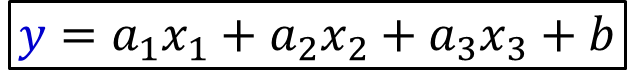 y = a₁x₁ + a₂x₂ + a₃x₃ + b